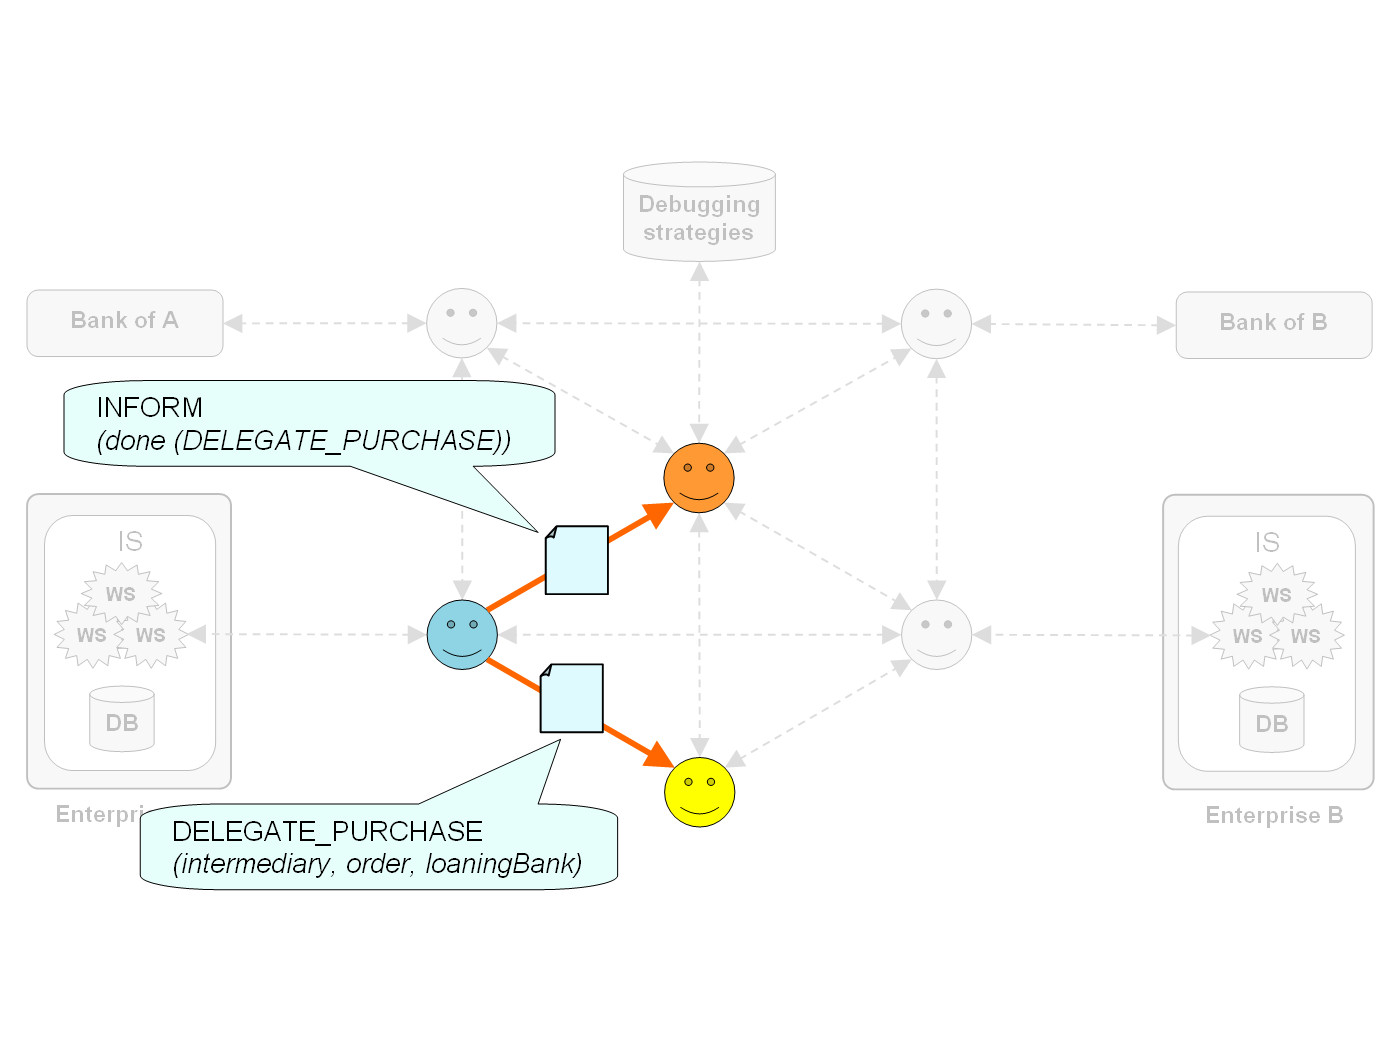 Debugging
strategies
Bank of A
Bank of B
INFORM
(done (DELEGATE_PURCHASE))
IS
WS
WS
WS
DB
IS
WS
WS
WS
DB
Enterpri
Enterprise B
DELEGATE_PURCHASE
(intermediary, order, loaningBank)